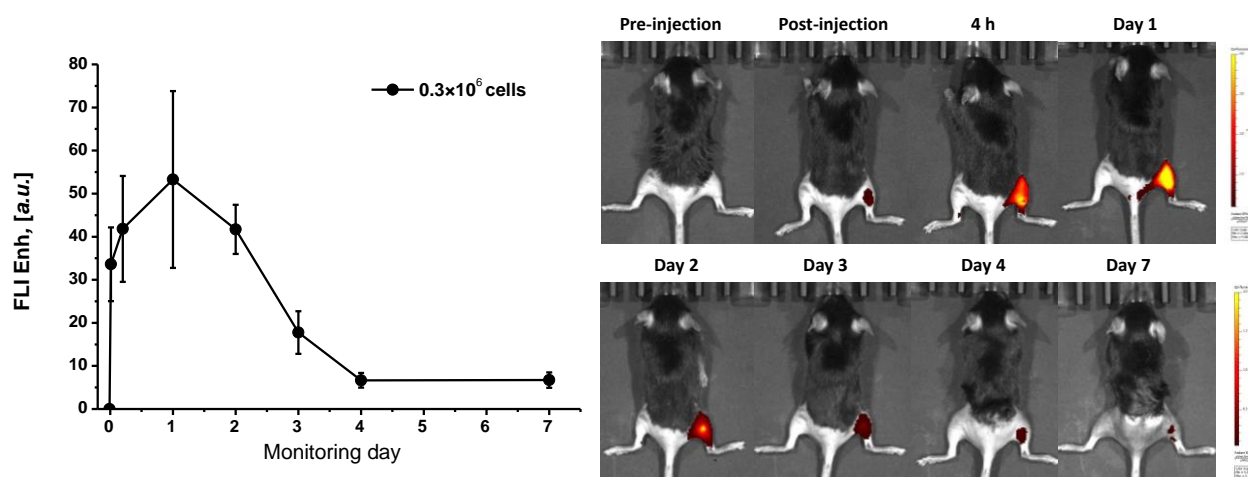 80
70
60
50
40
30
20
10
0
FLI Enh, [a.u.]
0.3×10⁶ cells
0 1 2 3 4 5 6 7
Monitoring day
Pre-injection Post-injection 4 h Day 1
Day 2 Day 3 Day 4 Day 7